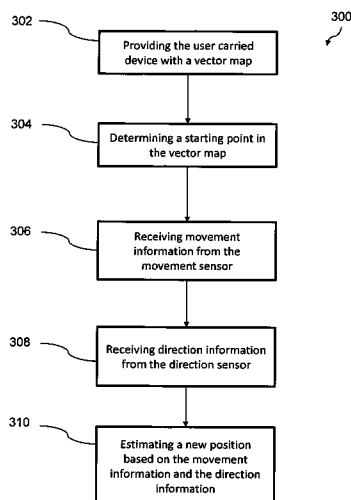 300
302
Providing the user carried
device with a vector map
304
Determining a starting point in
the vector map
306
Receiving movement
information from the
movement sensor
308
Receiving direction information
from the direction sensor
310
Estimating a new position
based on the movement
information and the direction
information